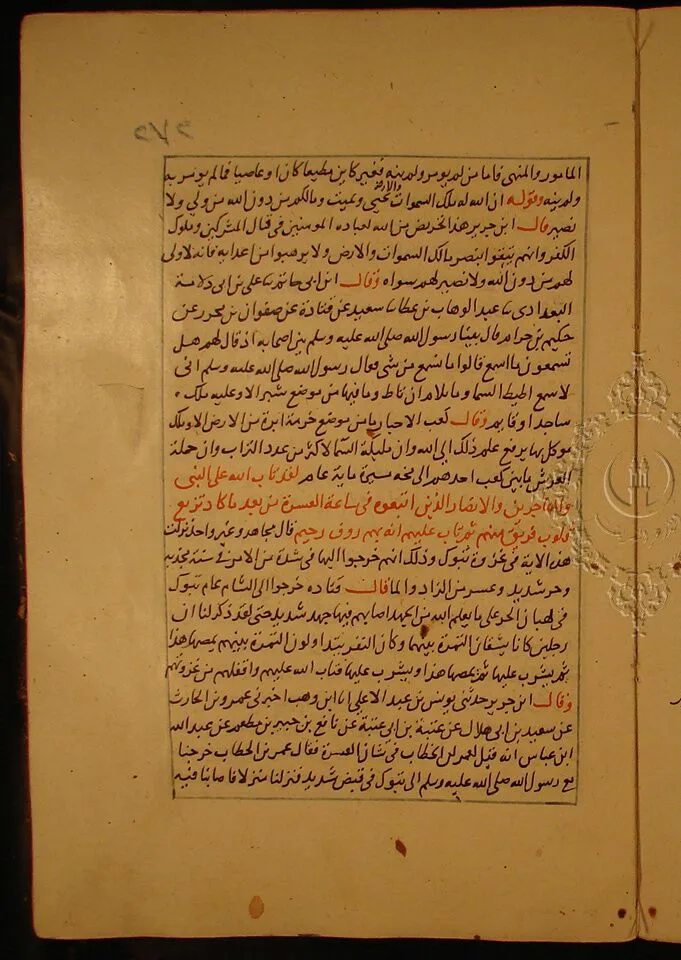 ٢٧٢
المامور والمنهي فاما من لم يومر ولم ينه فغير كاين مطيعا كان او عاصيا فيما لم يومر به
ولم ينه وقوله ان الله له ملك السموات والارض يحيي ويميت وما لكم من دون الله من ولي ولا
نصير قال ابن جرير هذا تحريض من الله لعباده المومنين في قتال المشركين وملوك
الكفر وانهم يثقوا بنصر مالك السموات والارض ولا يرهبوا من اعدايه فانه لا ولي
لهم من دون الله ولا نصير لهم سواه وقال ابن ابي حاتم ثنا علي بن ابي دلامة
البغدادي ثنا عبد الوهاب بن عطا ثنا سعيد عن قتادة عن صفوان بن محرز عن
حكيم بن حزام قال بينا رسول الله صلى الله عليه وسلم بين اصحابه اذ قال لهم هل
تسمعون ما اسمع قالوا ما نسمع من شي فقال رسول الله صلى الله عليه وسلم اني
لاسمع اطيط السما وما تلام ان تاط وما فيها من موضع شبر الا وعليه ملك
ساجد او قايم وقال كعب الاحبار ما من موضع خرمة ابرة من الارض الا وملك
موكل بها يرفع علم ذلك الى الله وان مليكة السما لاكثر من عدد التراب وان حملة
العرش ما بين كعب احدهم الى مخه مسيرة ماية عام لقد تاب الله على النبي
والمهاجرين والانصار الذين اتبعوه في ساعة العسرة من بعد ما كاد تزيغ
قلوب فريق منهم ثم تاب عليهم انه بهم روف رحيم قال مجاهد وغير واحد نزلت
هذه الاية في غزوة تبوك وذلك انهم خرجوا اليها في شدة من الامر في سنة مجدبة
وحر شديد وعسر من الزاد والما قال قتاده خرجوا الى الشام عام تبوك
في لهبان الحر على ما يعلم الله من الجهد اصابهم فيها جهد شديد حتى لقد ذكر لنا ان
رجلين كانا يشقان التمرة بينهما وكان النفر يتداولون التمرة بينهم يمصها هذا
ثم يشرب عليها ثم يمصها هذا ويشرب عليها فتاب الله عليهم واقفلهم من غزوتهم
وقال ابن جرير حدثني يونس بن عبد الاعلى انا ابن وهب اخبرني عمرو بن الحارث
عن سعيد بن ابي هلال عن عتبة بن ابي عتبة عن نافع بن جبير بن مطعم عن عبد الله
ابن عباس انه قيل لعمر بن الخطاب في شان العسرة فقال عمر بن الخطاب خرجنا
مع رسول الله صلى الله عليه وسلم الى تبوك في قيض شديد فنزلنا منزلا فاصابنا فيه